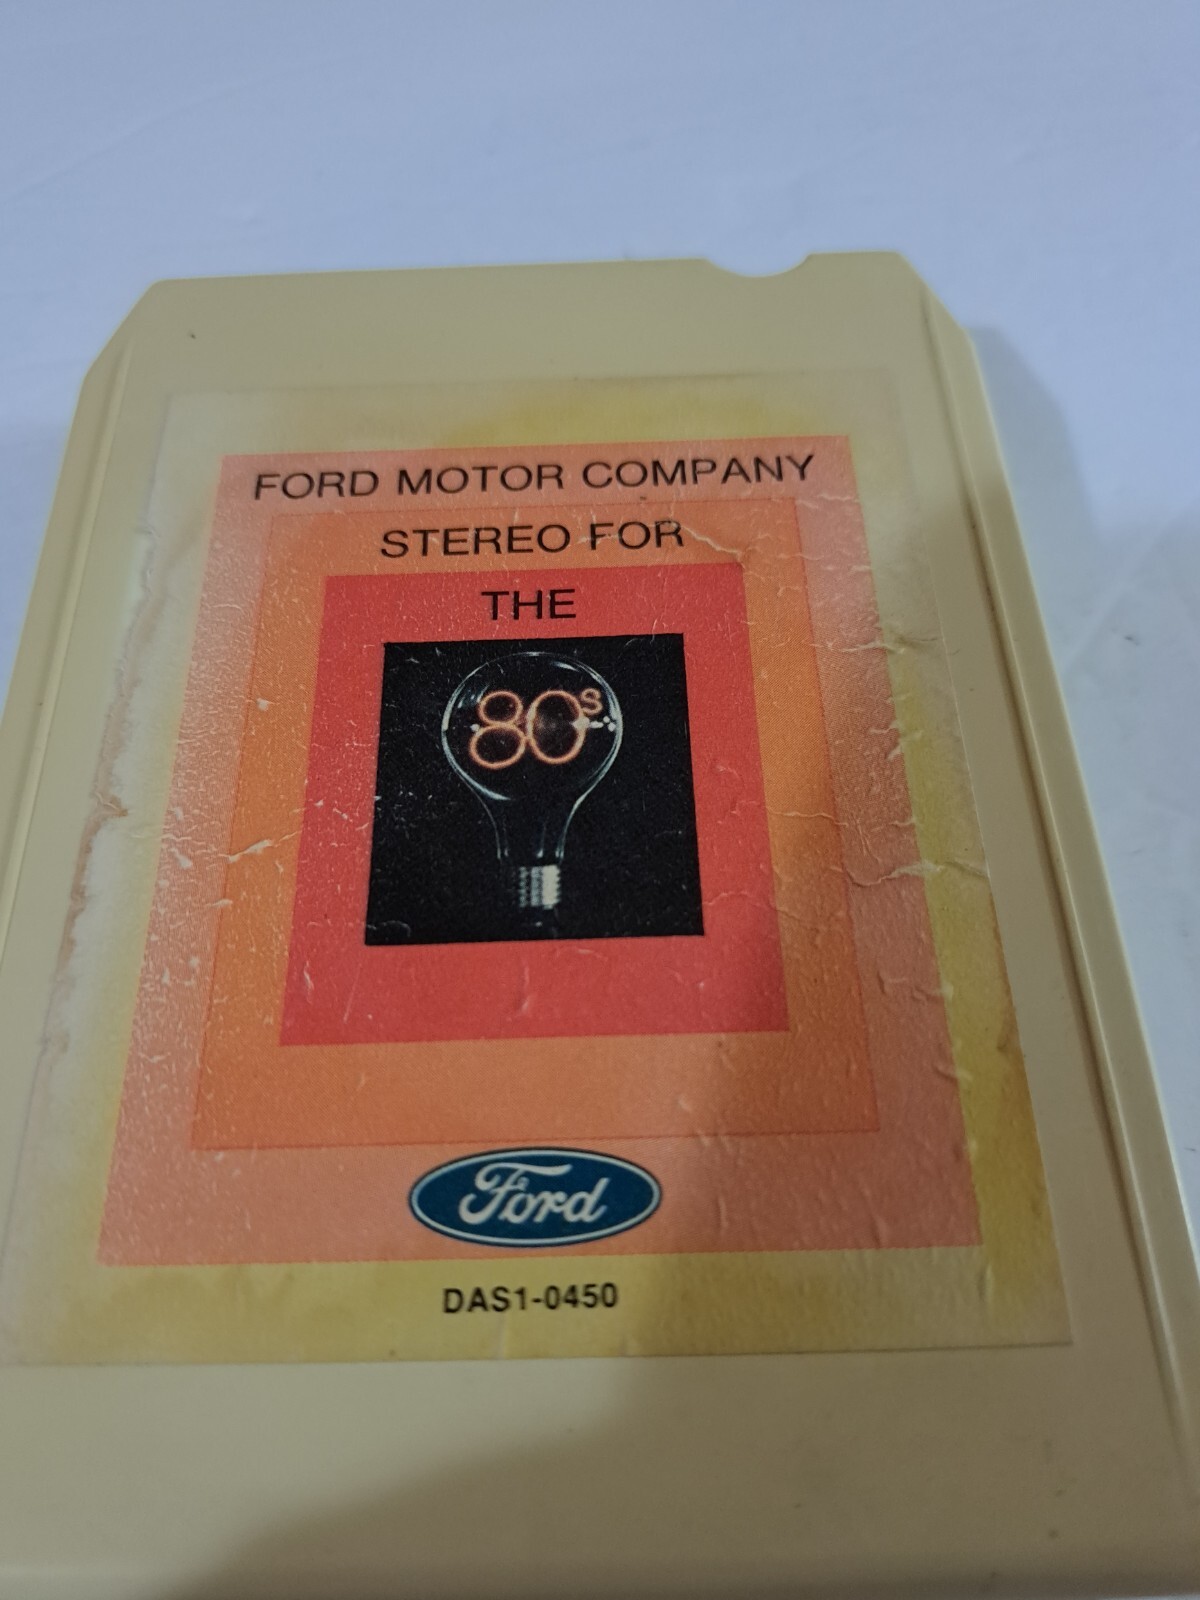 FORD MOTOR COMPANY
STEREO FOR
THE
80s
Ford
DAS1-0450